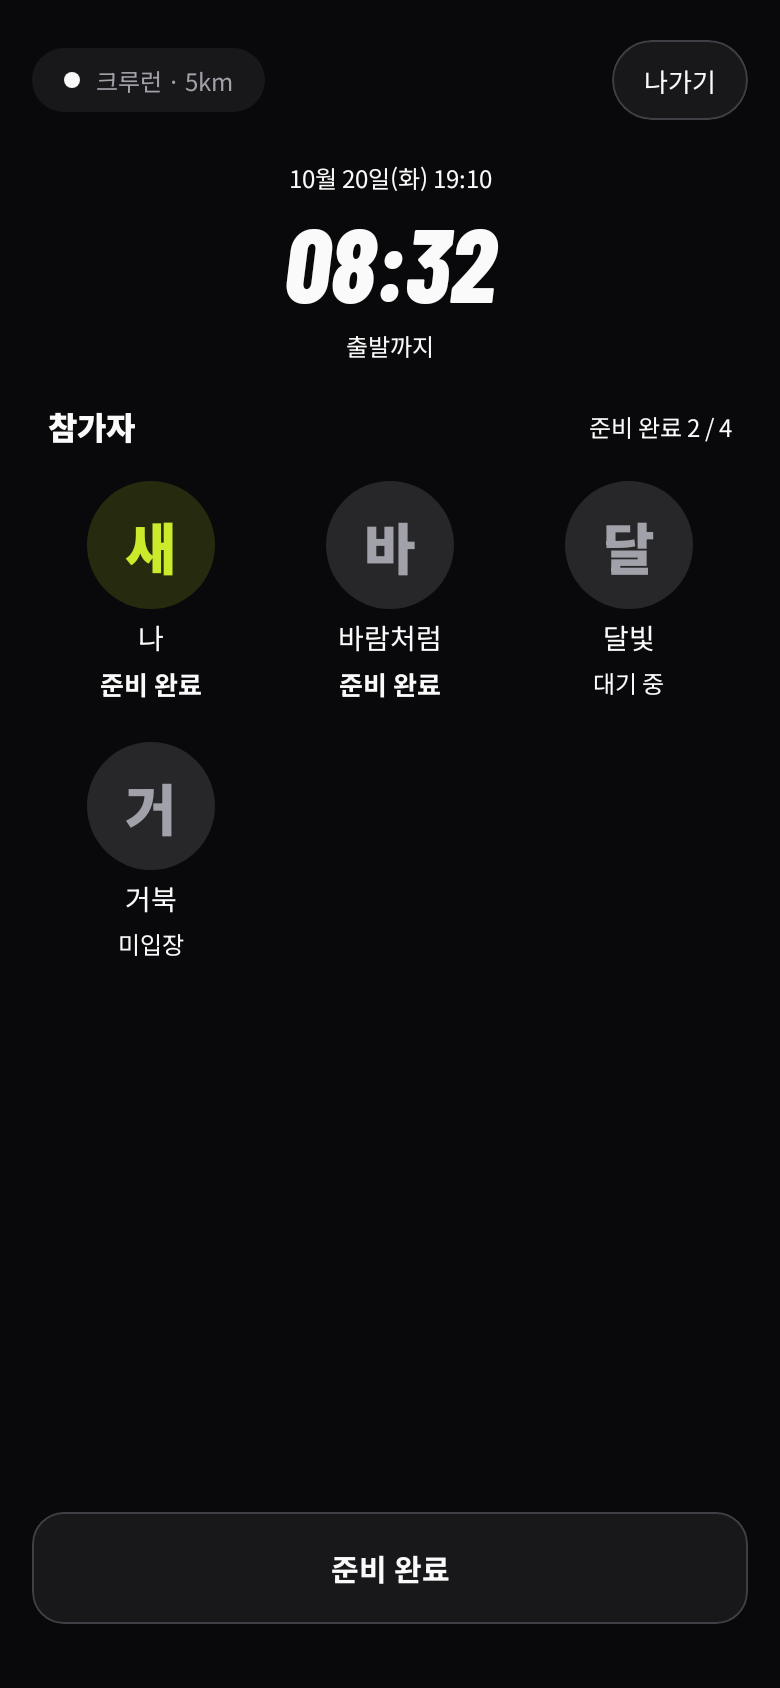 크루런 · 5km
나가기
10월 20일(화) 19:10
08:32
출발까지
참가자
준비 완료 2 / 4
새
바
달
나
바람처럼
달빛
준비 완료
준비 완료
대기 중
거
거북
미입장
준비 완료